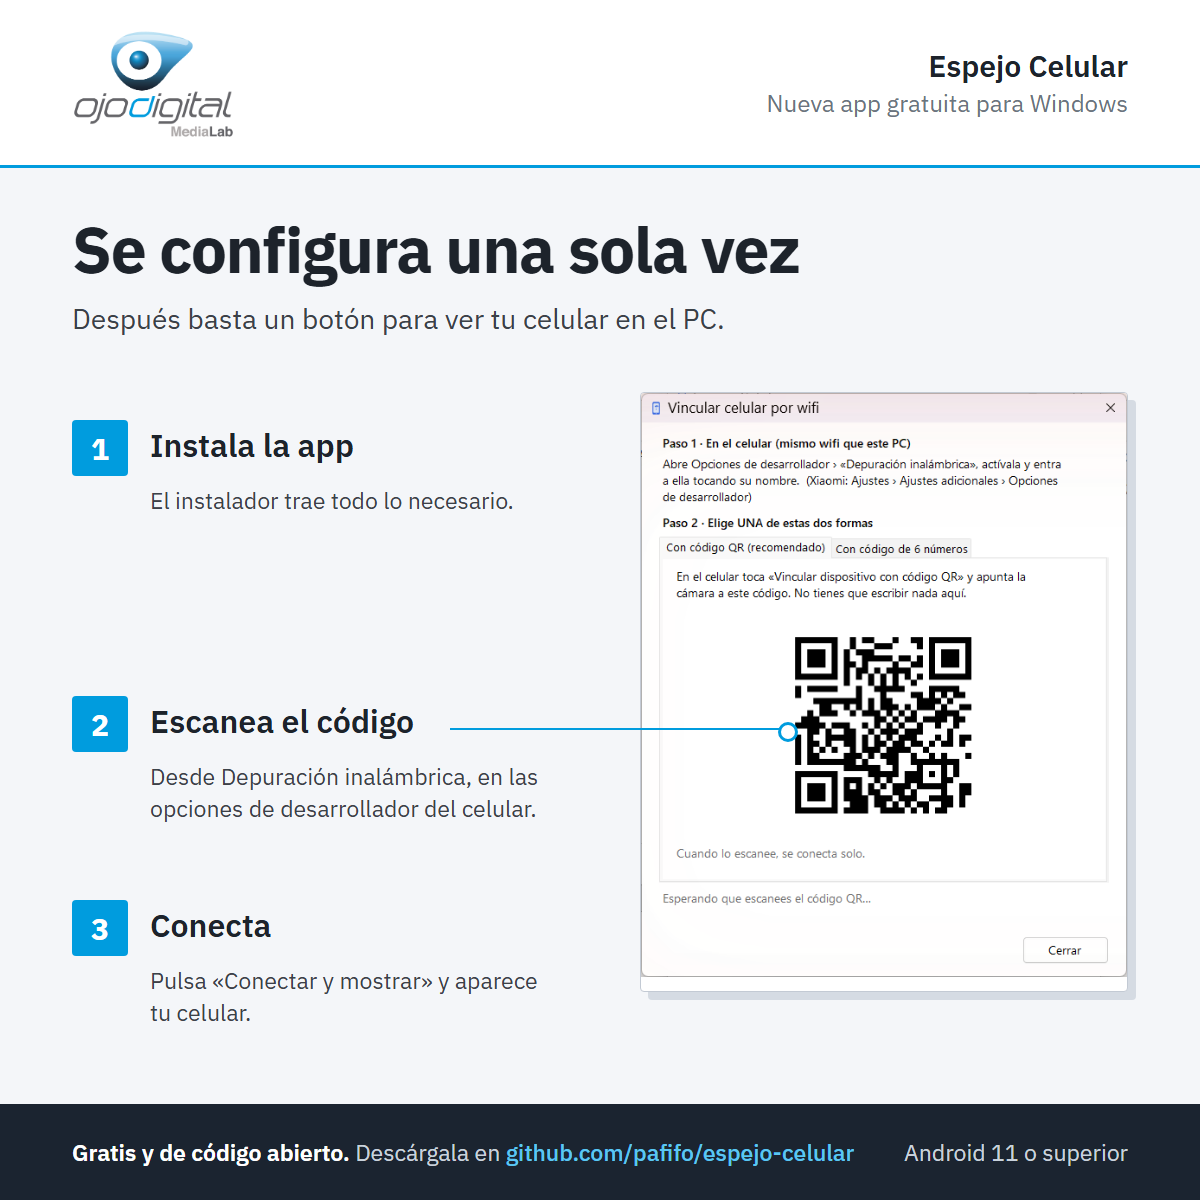 ojodigital
MediaLab
Espejo Celular
Nueva app gratuita para Windows
Se configura una sola vez
Después basta un botón para ver tu celular en el PC.
1
Instala la app
El instalador trae todo lo necesario.
2
Escanea el código
Desde Depuración inalámbrica, en las
opciones de desarrollador del celular.
3
Conecta
Pulsa «Conectar y mostrar» y aparece
tu celular.
Vincular celular por wifi
Paso 1 · En el celular (mismo wifi que este PC)
Abre Opciones de desarrollador › «Depuración inalámbrica», actívala y entra
a ella tocando su nombre. (Xiaomi: Ajustes › Ajustes adicionales › Opciones
de desarrollador)
Paso 2 · Elige UNA de estas dos formas
Con código QR (recomendado)
Con código de 6 números
En el celular toca «Vincular dispositivo con código QR» y apunta la
cámara a este código. No tienes que escribir nada aquí.
Cuando lo escanee, se conecta solo.
Esperando que escanees el código QR...
Cerrar
Gratis y de código abierto. Descárgala en github.com/pafifo/espejo-celular
Android 11 o superior